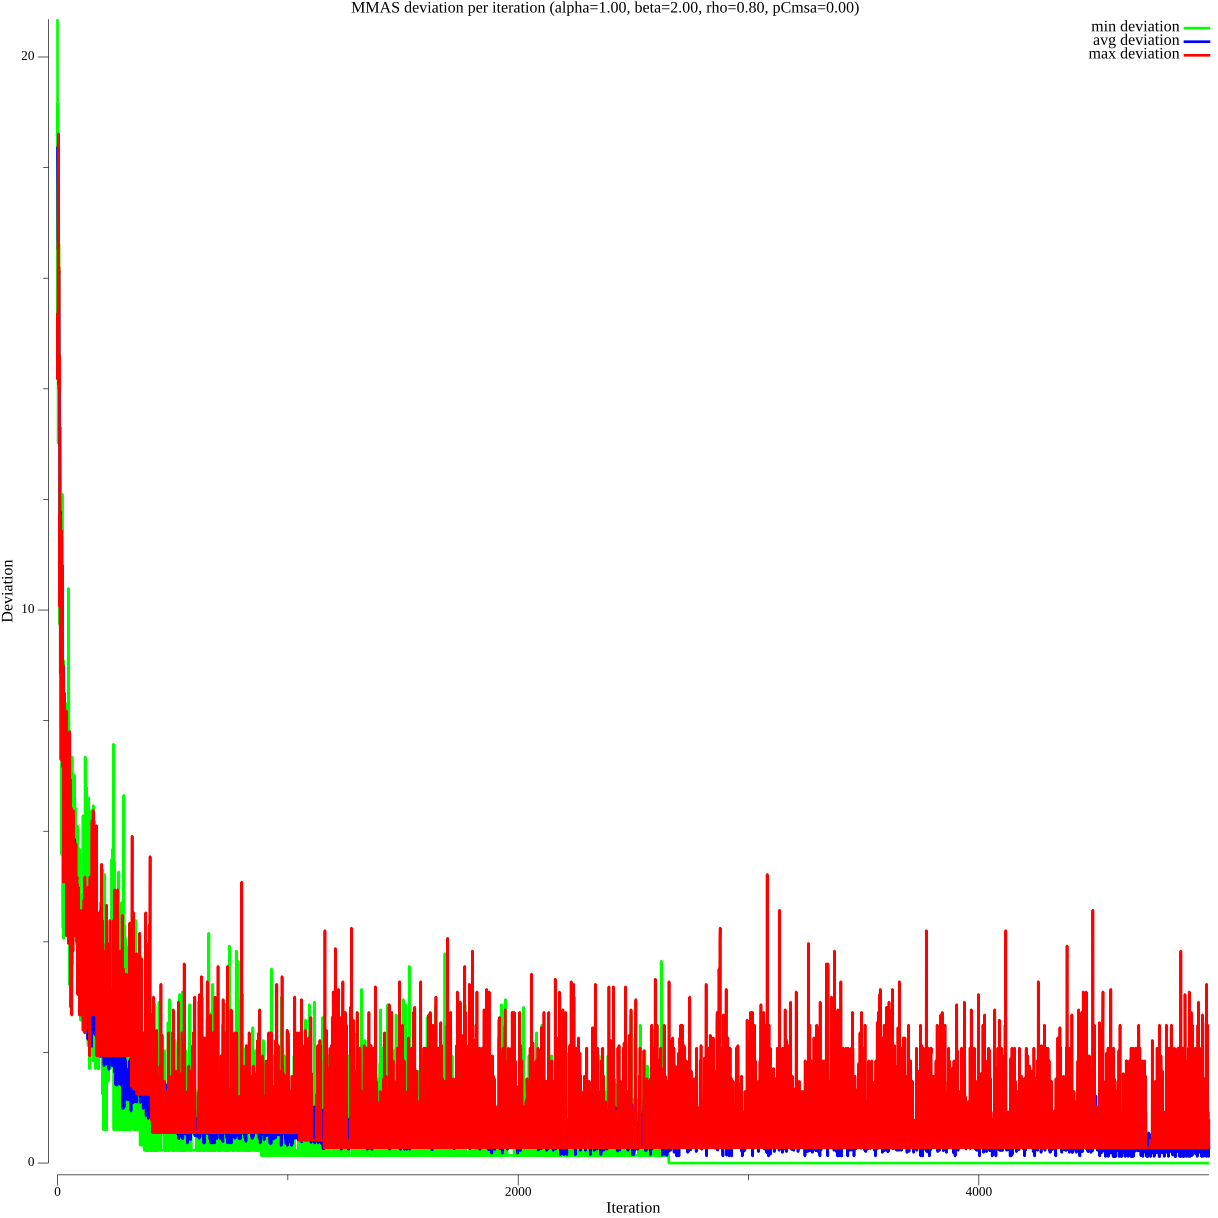 MMAS deviation per iteration (alpha=1.00, beta=2.00, rho=0.80, pCmsa=0.00)
min deviation
avg deviation
max deviation
20
10
0
Deviation
0
2000
4000
Iteration